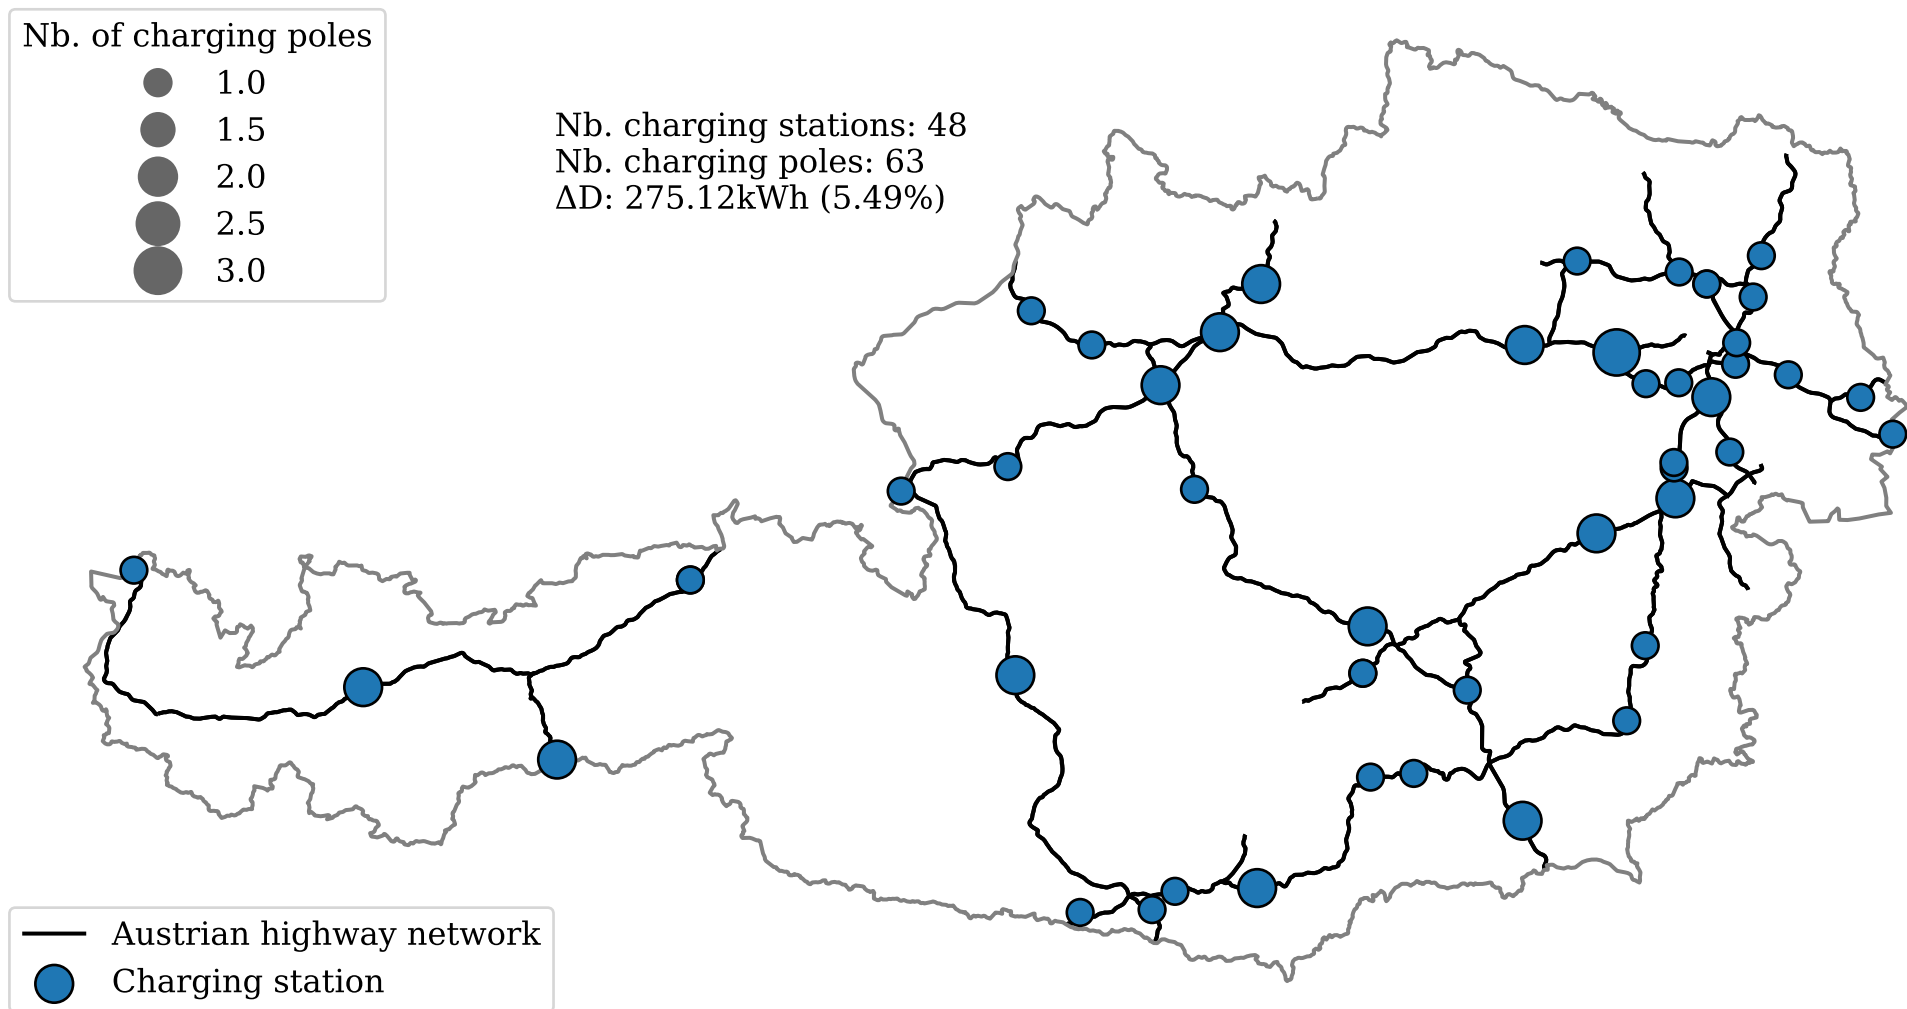 Nb. of charging poles
1.0
1.5
2.0
2.5
3.0
Nb. charging stations: 48
Nb. charging poles: 63
ΔD: 275.12kWh (5.49%)
Austrian highway network
Charging station